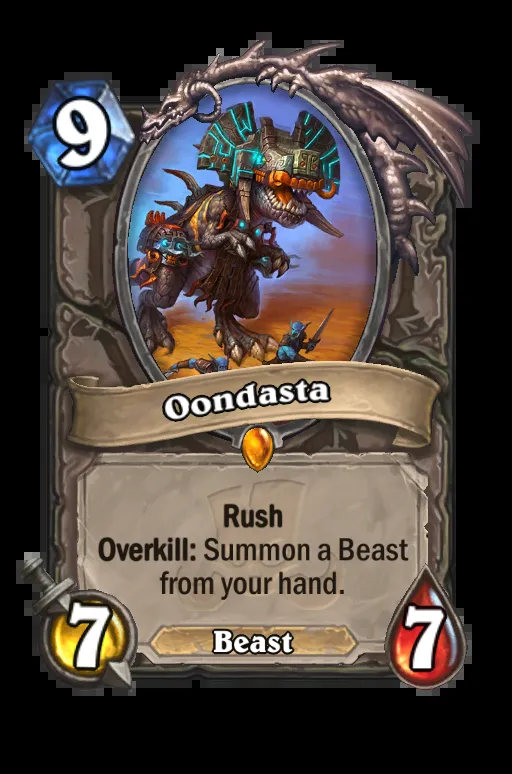 9
Oondasta
Rush
Overkill: Summon a Beast
from your hand.
7
Beast
7